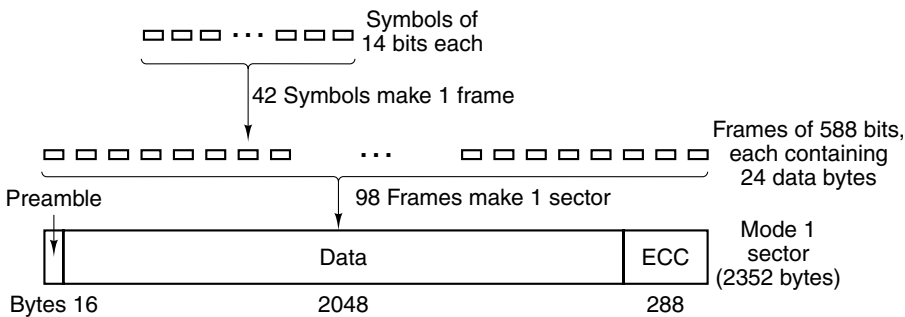 Symbols of
14 bits each
42 Symbols make 1 frame
Frames of 588 bits,
each containing
24 data bytes
Preamble
98 Frames make 1 sector
Data
ECC
Mode 1
sector
(2352 bytes)
Bytes 16
2048
288